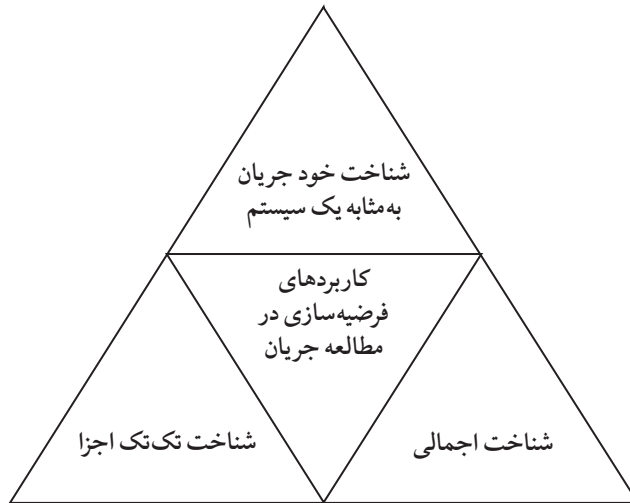 شناخت خود جریان
به‌مثابه یک سیستم
کاربردهای
فرضیه‌سازی در
مطالعه جریان
شناخت اجمالی
شناخت تک‌تک اجزا